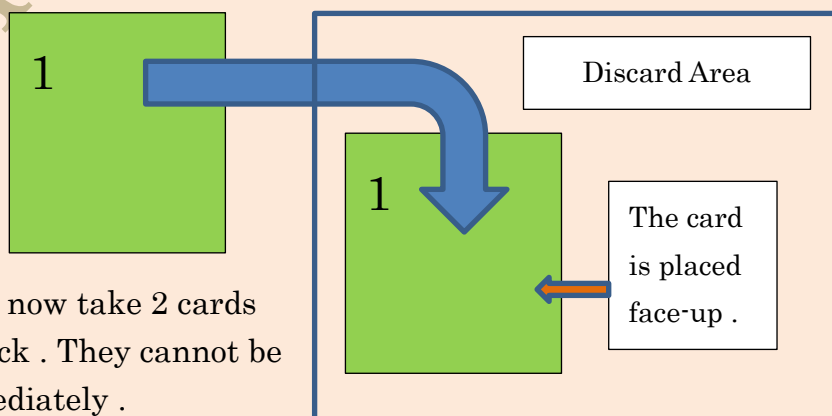 1
Discard Area
1
The card
is placed
face-up .
now take 2 cards
ck . They cannot be
ediately .